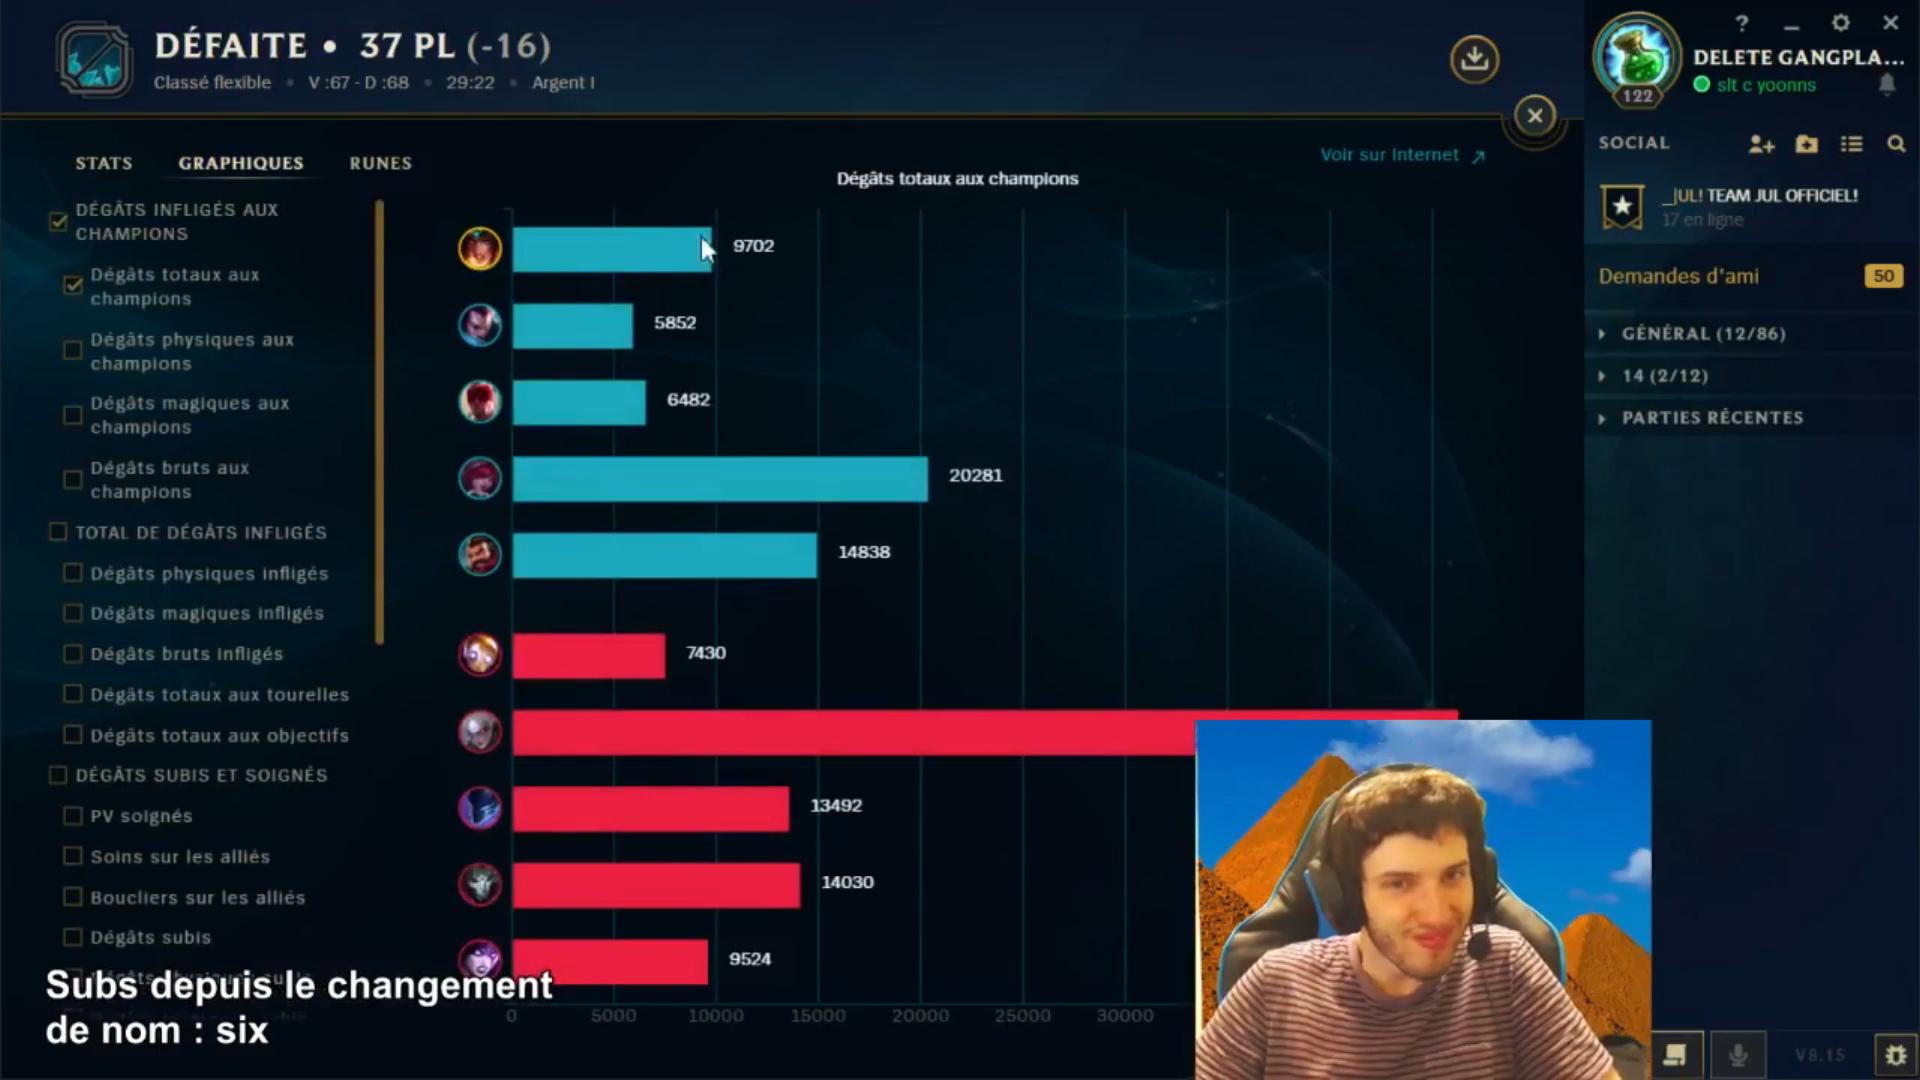 DÉFAITE • 37 PL (-16)
Classé flexible • V :67 - D :68 • 29:22 • Argent I
DELETE GANGPLA...
slt c yoonns
122
STATS GRAPHIQUES RUNES
Voir sur Internet
Dégâts totaux aux champions
DÉGÂTS INFLIGÉS AUX
CHAMPIONS
Dégâts totaux aux
champions
Dégâts physiques aux
champions
Dégâts magiques aux
champions
Dégâts bruts aux
champions
TOTAL DE DÉGÂTS INFLIGÉS
Dégâts physiques infligés
Dégâts magiques infligés
Dégâts bruts infligés
Dégâts totaux aux tourelles
Dégâts totaux aux objectifs
DÉGÂTS SUBIS ET SOIGNÉS
PV soignés
Soins sur les alliés
Boucliers sur les alliés
Dégâts subis
9702
5852
6482
20281
14838
7430
13492
14030
9524
0 5000 10000 15000 20000 25000 30000
SOCIAL
_JUL! TEAM JUL OFFICIEL!
17 en ligne
Demandes d'ami 50
GÉNÉRAL (12/86)
14 (2/12)
PARTIES RÉCENTES
Subs depuis le changement
de nom : six
V8.15